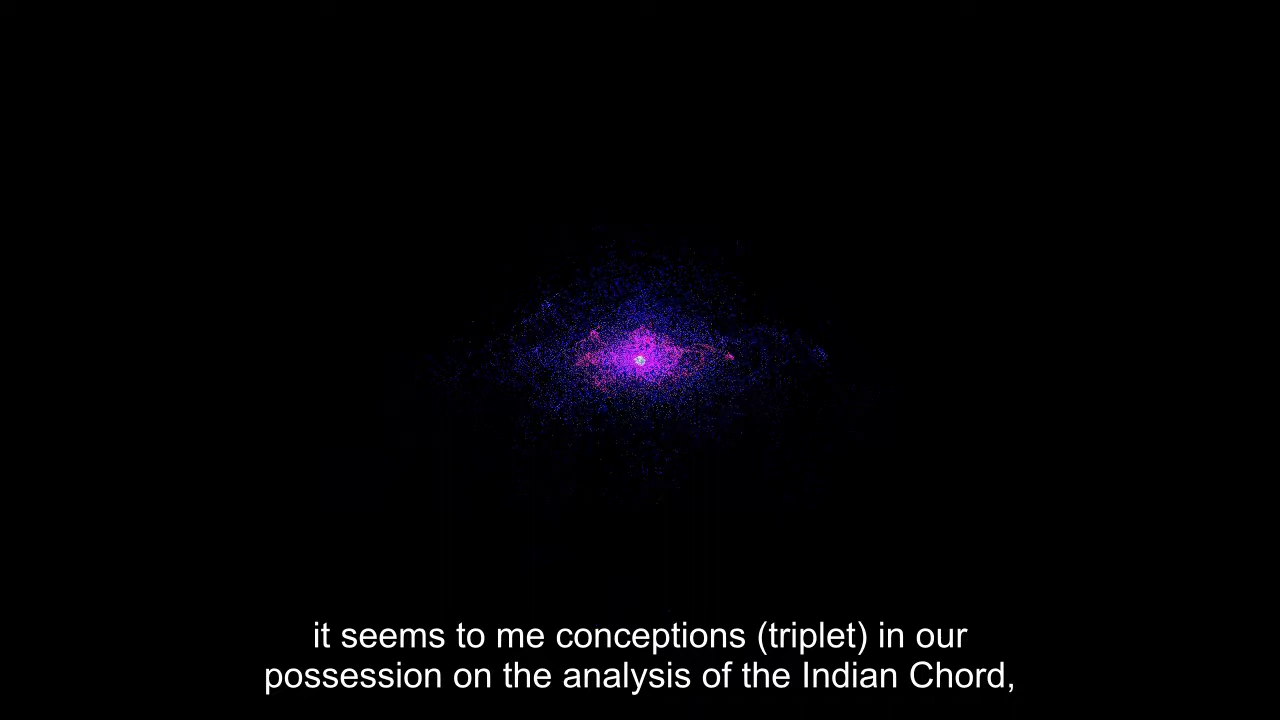 it seems to me conceptions (triplet) in our
possession on the analysis of the Indian Chord,